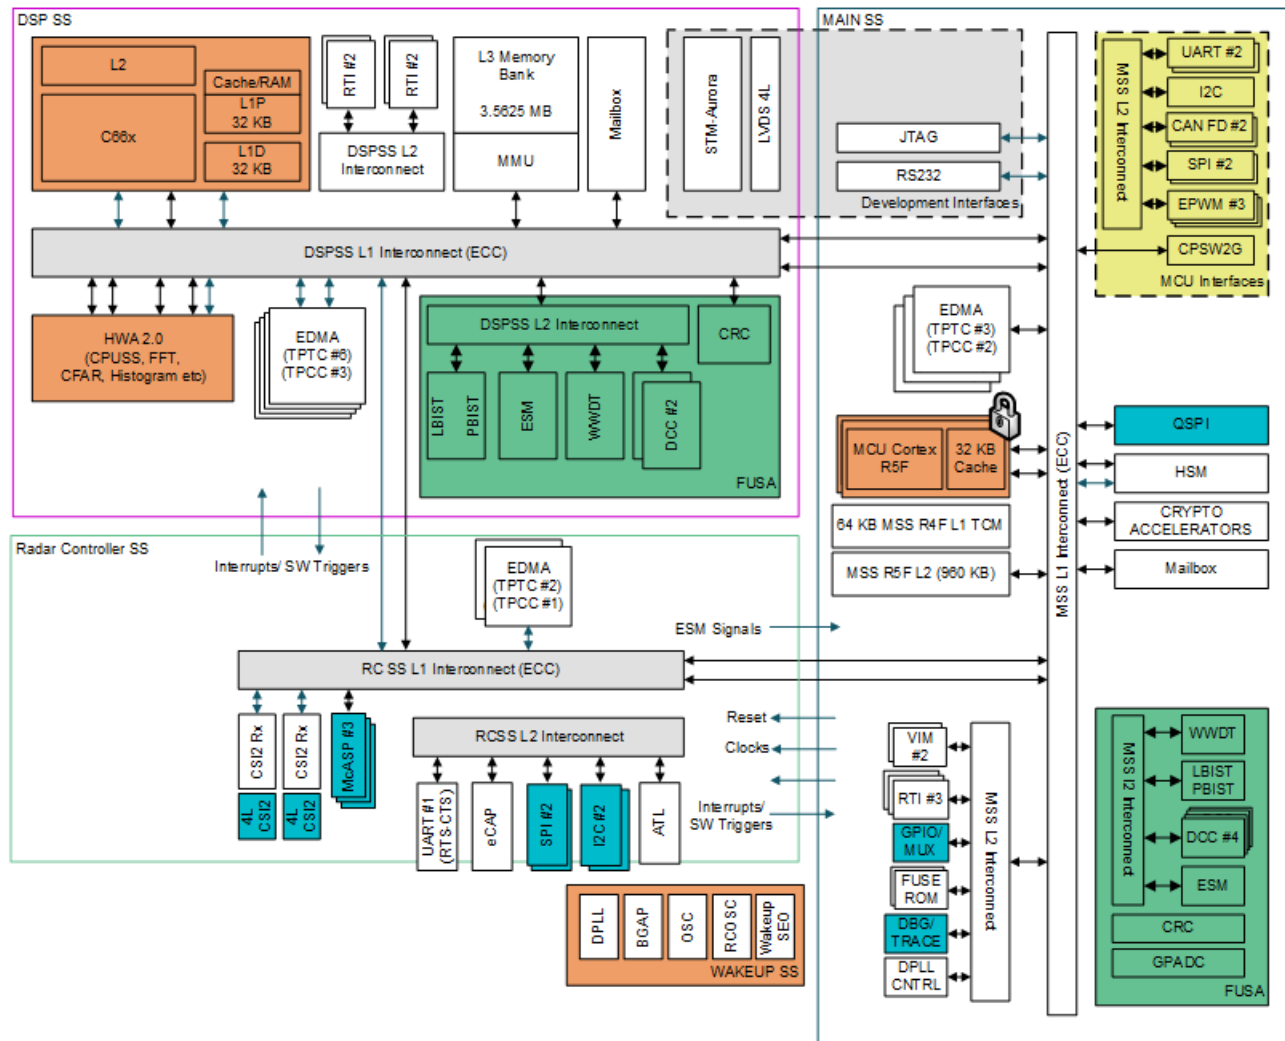 DSP SS
L2
Cache/RAM
L1P
32 KB
C66x
L1D
32 KB
RTI #2
RTI #2
DSPSS L2
Interconnect
L3 Memory
Bank
3.5625 MB
MMU
Mailbox
DSPSS L1 Interconnect (ECC)
HWA 2.0
(CPUSS, FFT,
CFAR, Histogram etc)
EDMA
(TPTC #6)
(TPCC #3)
DSPSS L2 Interconnect
CRC
LBIST
PBIST
ESM
WWDT
DCC #2
FUSA
MAIN SS
STM-Aurora
LVDS 4L
JTAG
RS232
Development Interfaces
MSS L2 Interconnect
UART #2
I2C
CAN FD #2
SPI #2
EPWM #3
CPSW2G
MCU Interfaces
EDMA
(TPTC #3)
(TPCC #2)
MCU Cortex
R5F
32 KB
Cache
64 KB MSS R4F L1 TCM
MSS R5F L2 (960 KB)
MSS L1 Interconnect (ECC)
QSPI
HSM
CRYPTO
ACCELERATORS
Mailbox
Radar Controller SS
Interrupts/ SW Triggers
EDMA
(TPTC #2)
(TPCC #1)
ESM Signals
RC SS L1 Interconnect (ECC)
CSI2 Rx
CSI2 Rx
McASP #3
4L
CSI2
4L
CSI2
RCSS L2 Interconnect
UART #1
(RTS-CTS)
eCAP
SPI #2
I2C #2
ATL
Reset
Clocks
Interrupts/
SW Triggers
VIM
#2
RTI #3
GPIO/
MUX
FUSE
ROM
DBG/
TRACE
DPLL
CNTRL
MSS L2 Interconnect
MSS I2 Interconnect
WWDT
LBIST
PBIST
DCC #4
ESM
CRC
GPADC
FUSA
DPLL
BGAP
OSC
RCOSC
Wakeup
SEO
WAKEUP SS